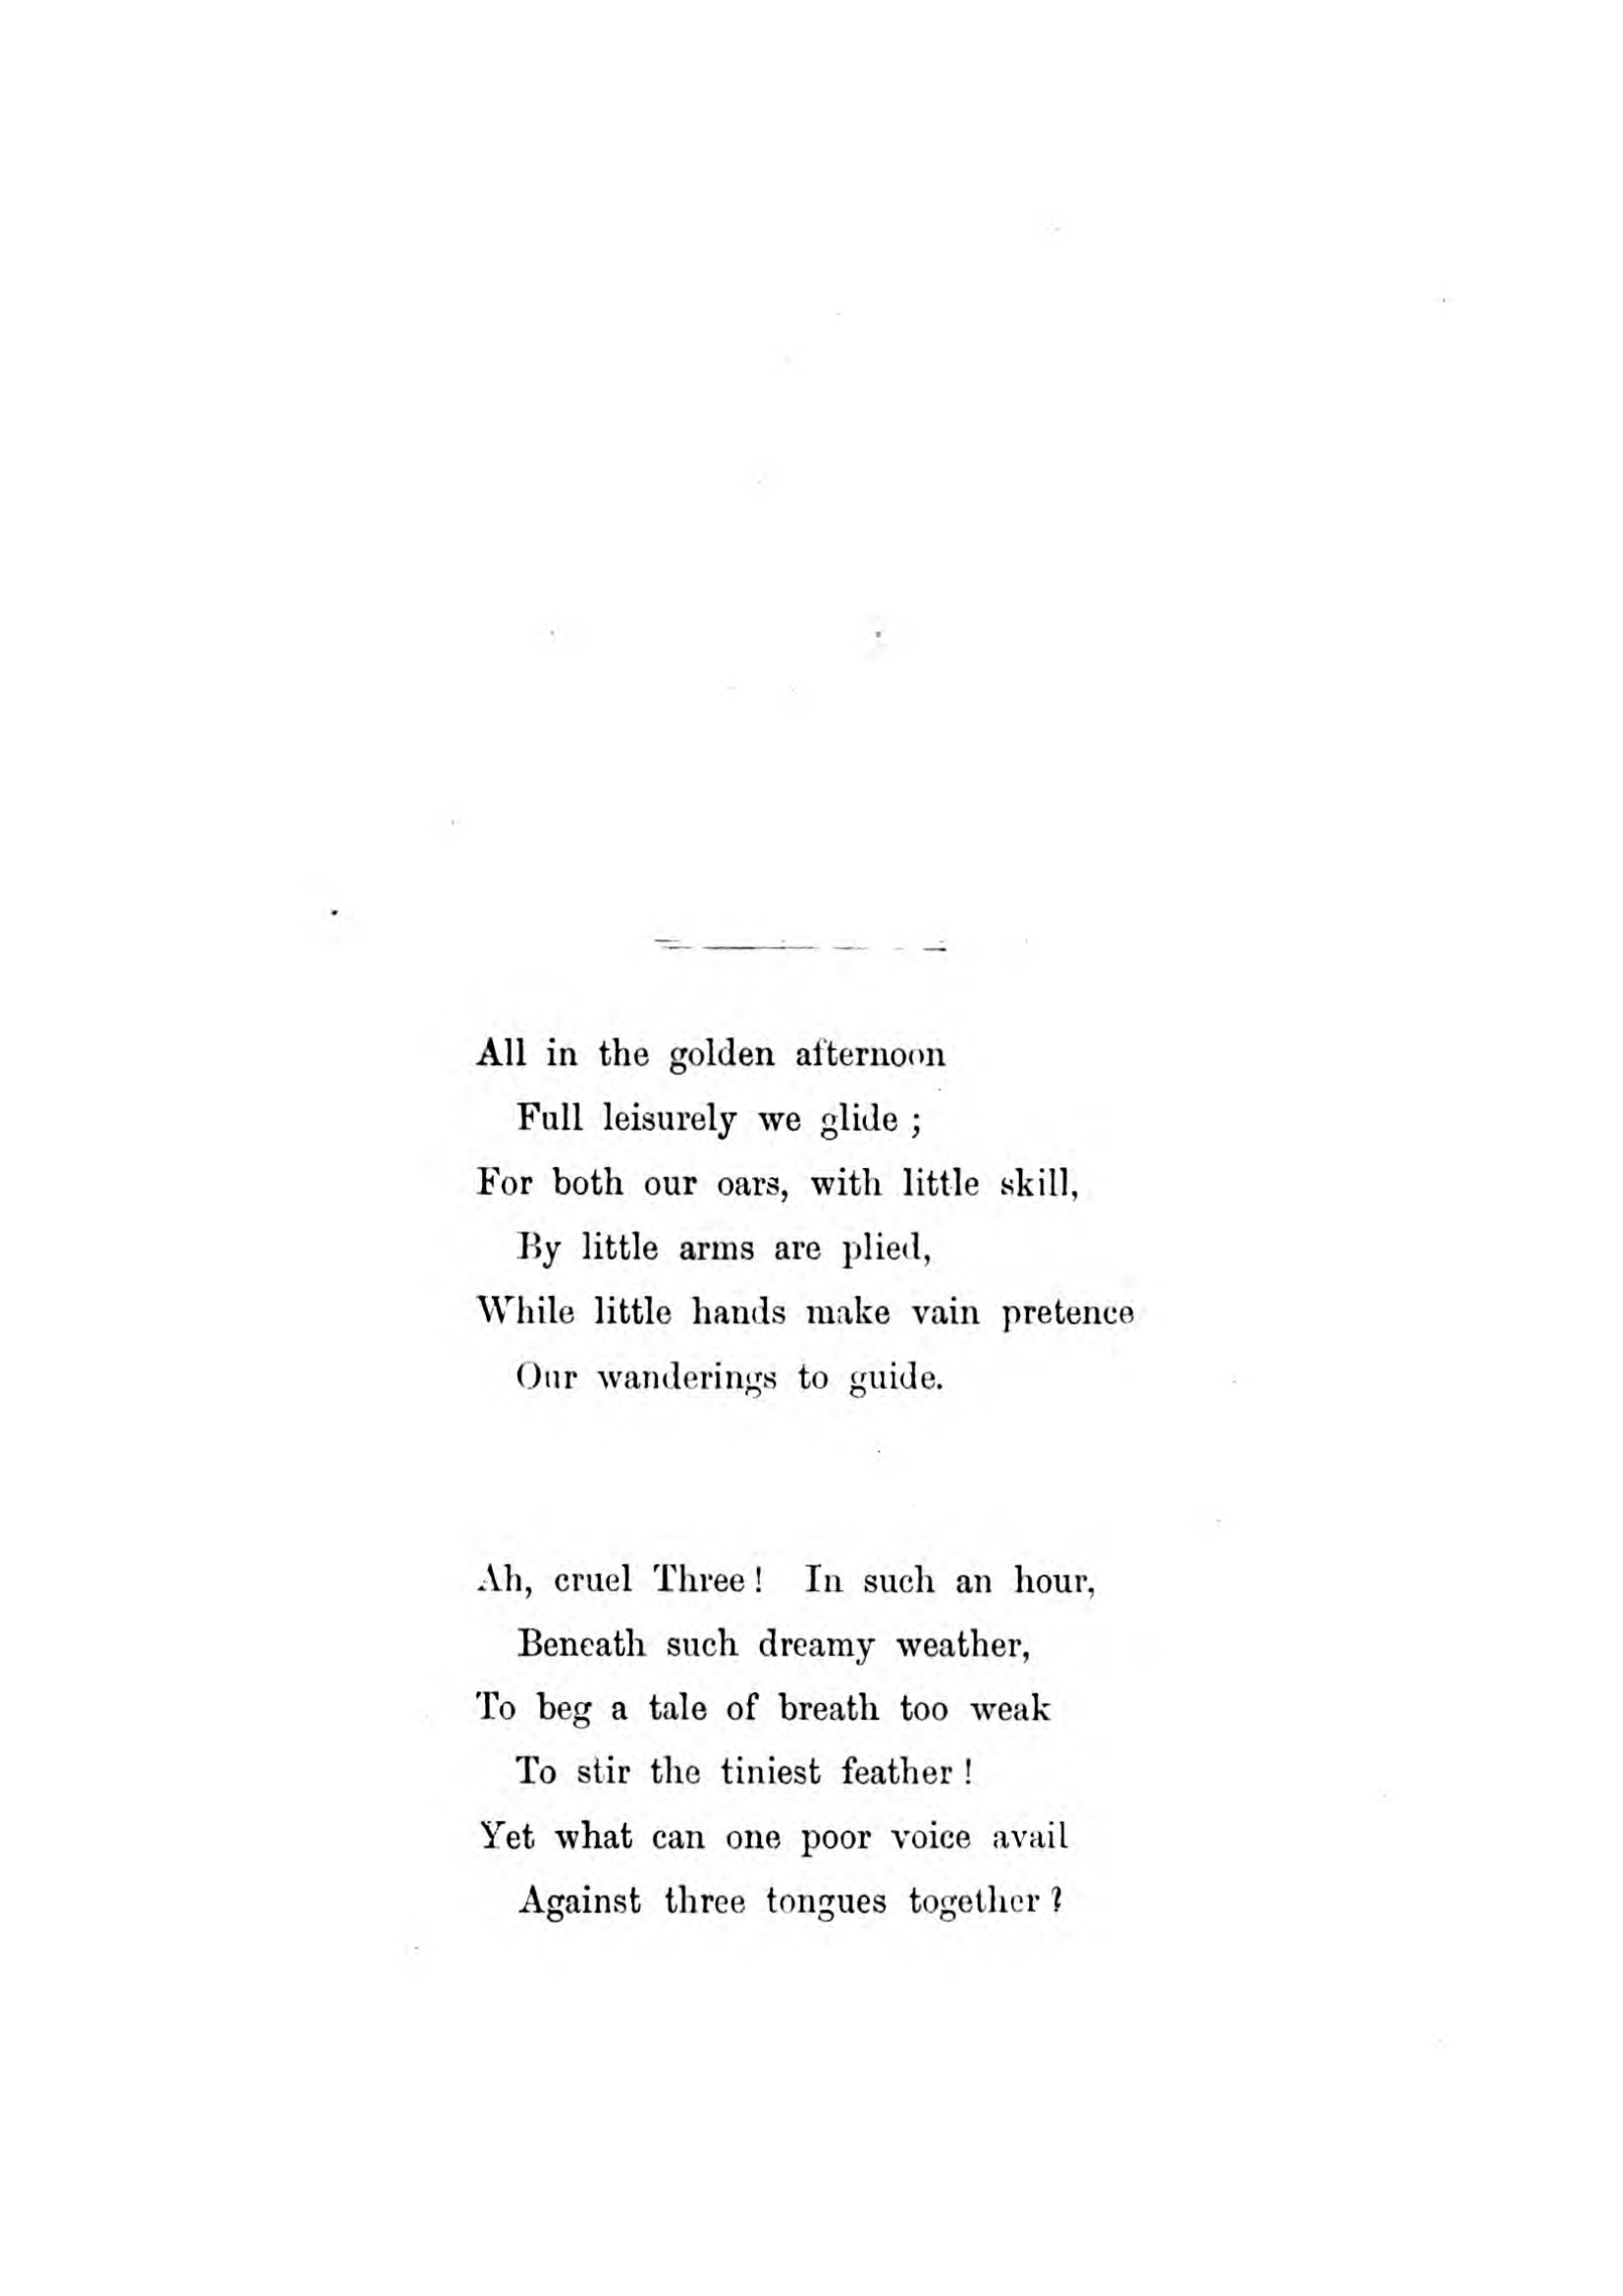 All in the golden afternoon
Full leisurely we glide ;
For both our oars, with little skill,
By little arms are plied,
While little hands make vain pretence
Our wanderings to guide.
Ah, cruel Three! In such an hour,
Beneath such dreamy weather,
To beg a tale of breath too weak
To stir the tiniest feather !
Yet what can one poor voice avail
Against three tongues together ?